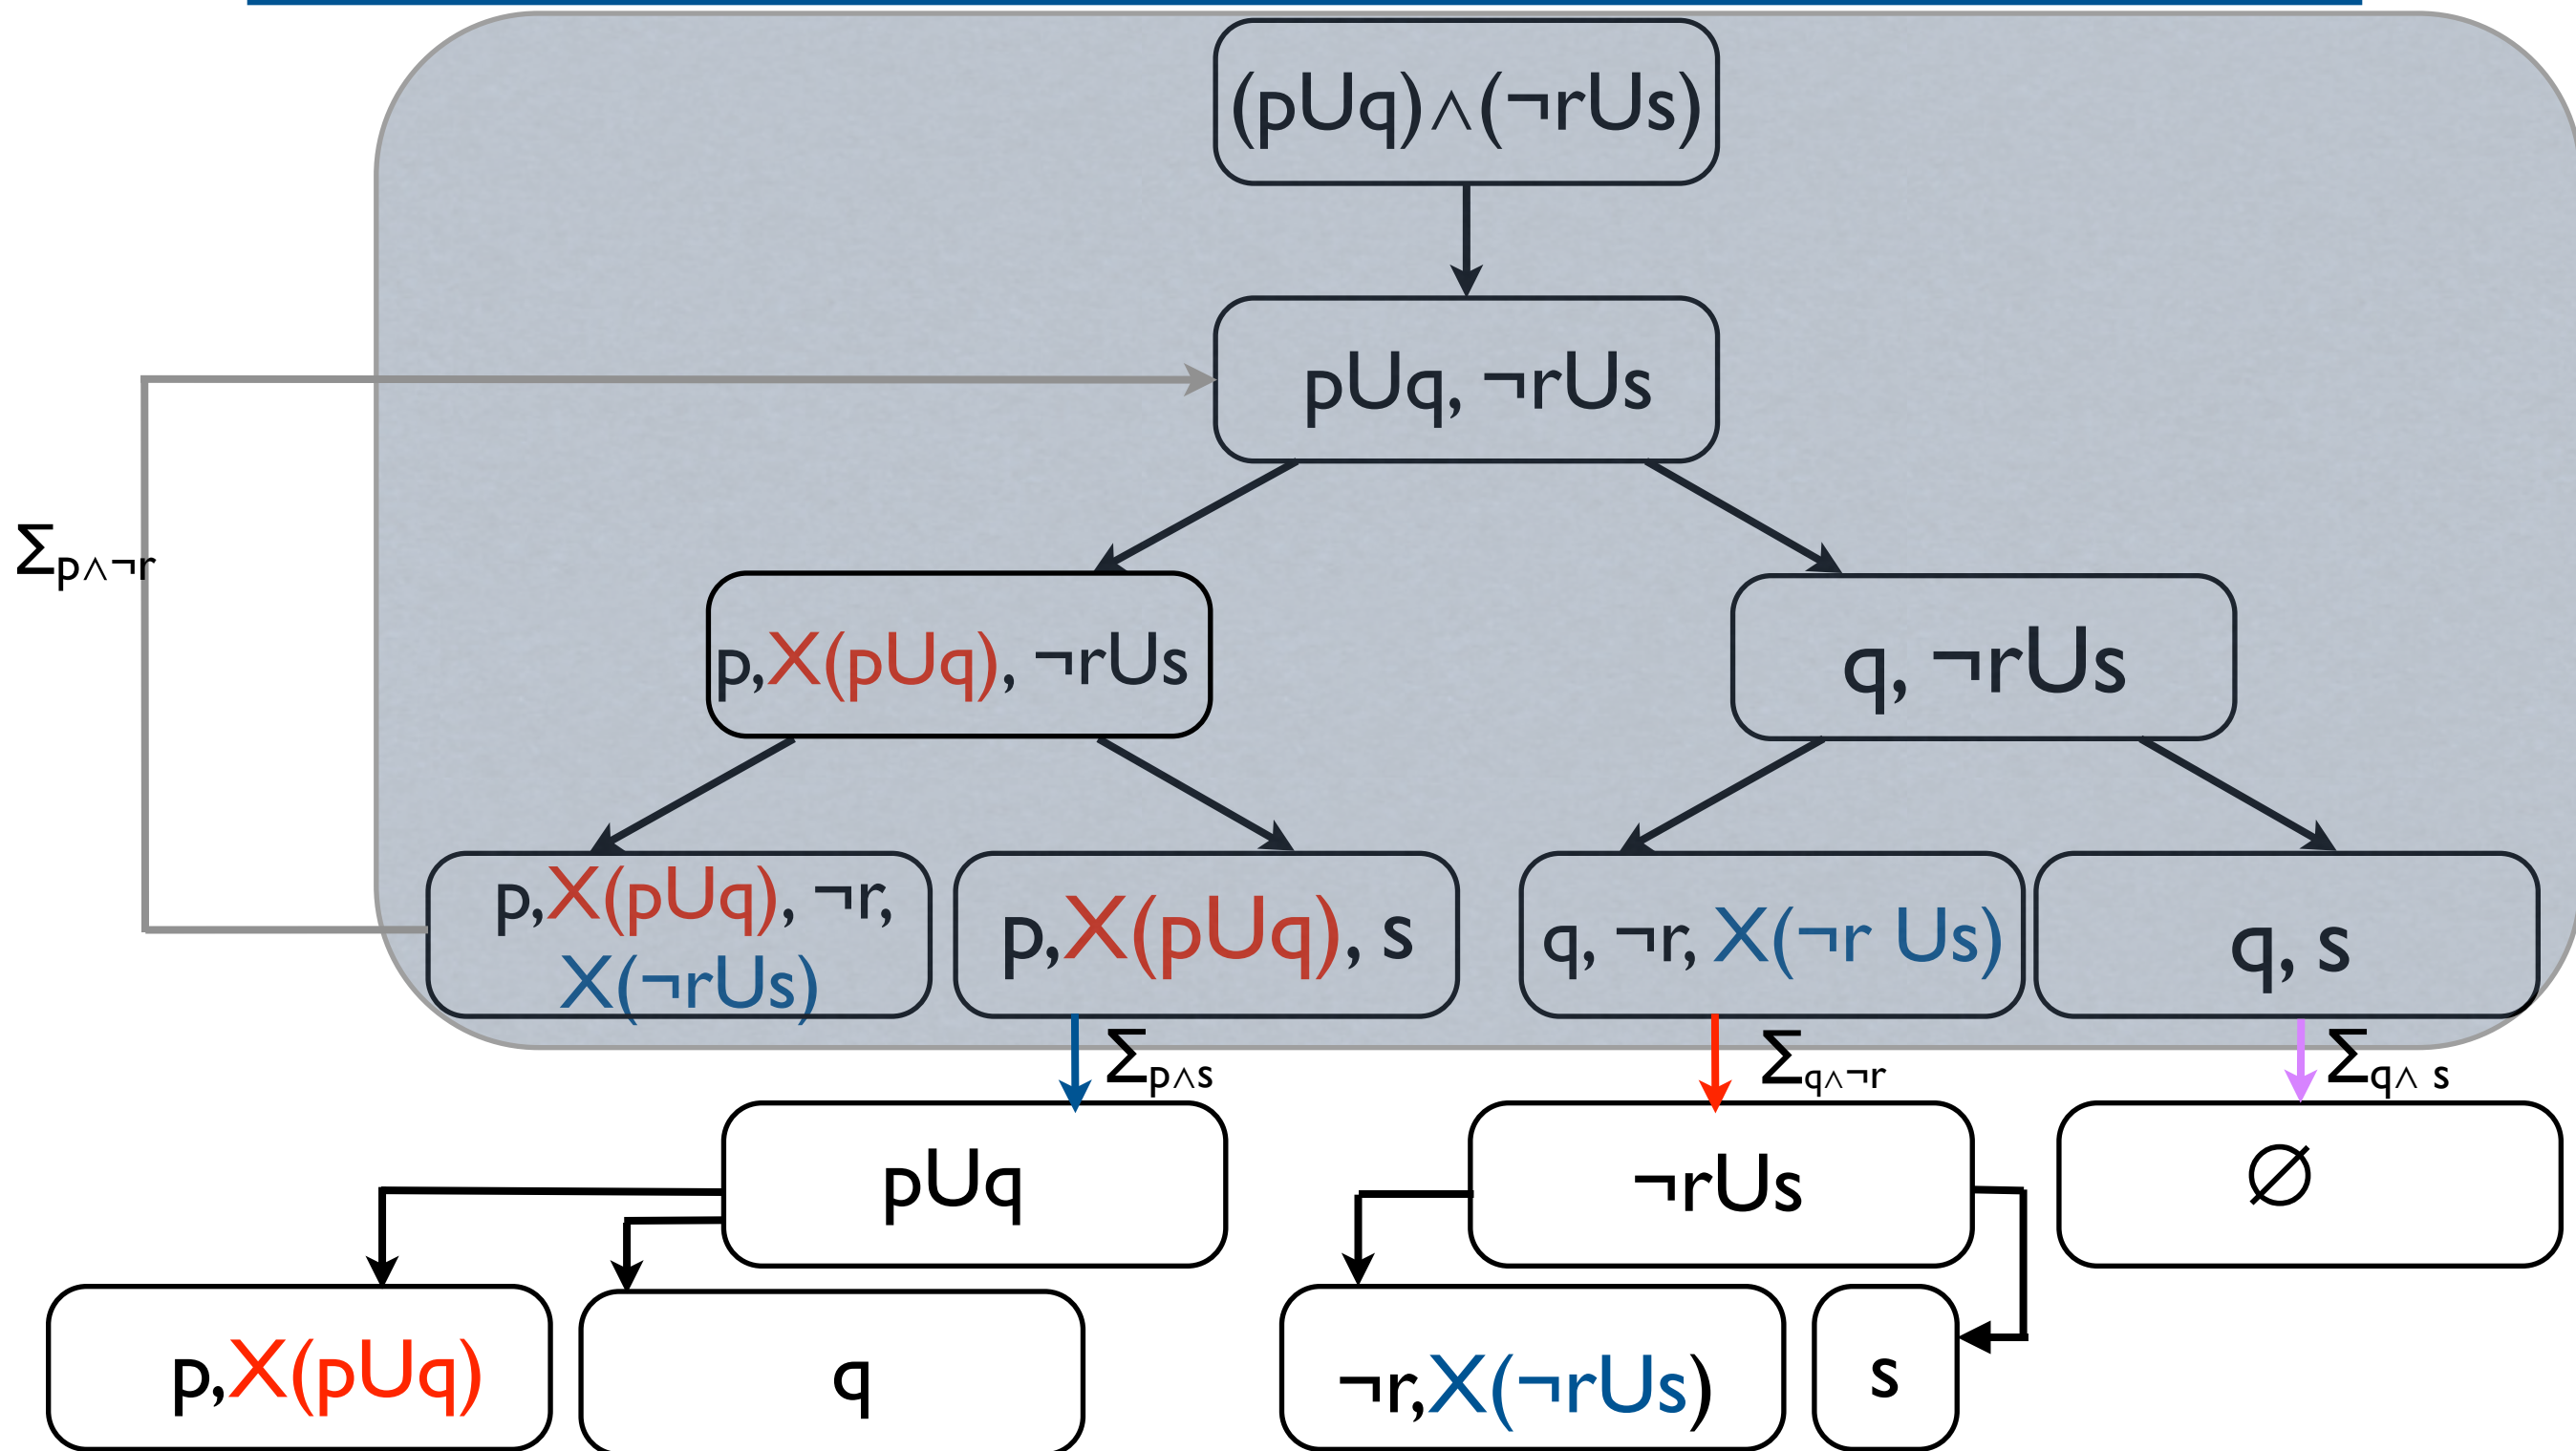 (pUq)∧(¬rUs)
pUq, ¬rUs
Σp∧¬r
p,X(pUq), ¬rUs
q, ¬rUs
p,X(pUq), ¬r,
X(¬rUs)
p,X(pUq), s
q, ¬r, X(¬r Us)
q, s
Σp∧s
Σq∧¬r
Σq∧ s
pUq
¬rUs
∅
p,X(pUq)
q
¬r,X(¬rUs)
s